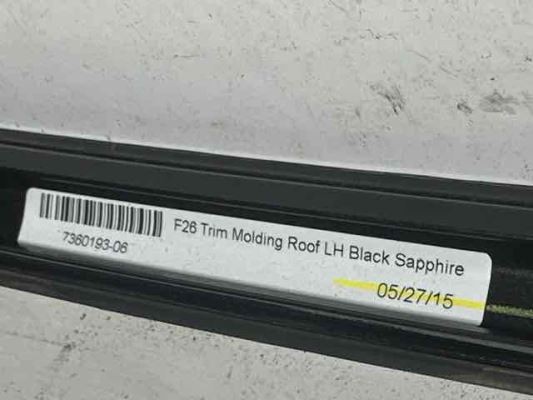 F26 Trim Molding Roof LH Black Sapphire
7360193-06
05/27/15